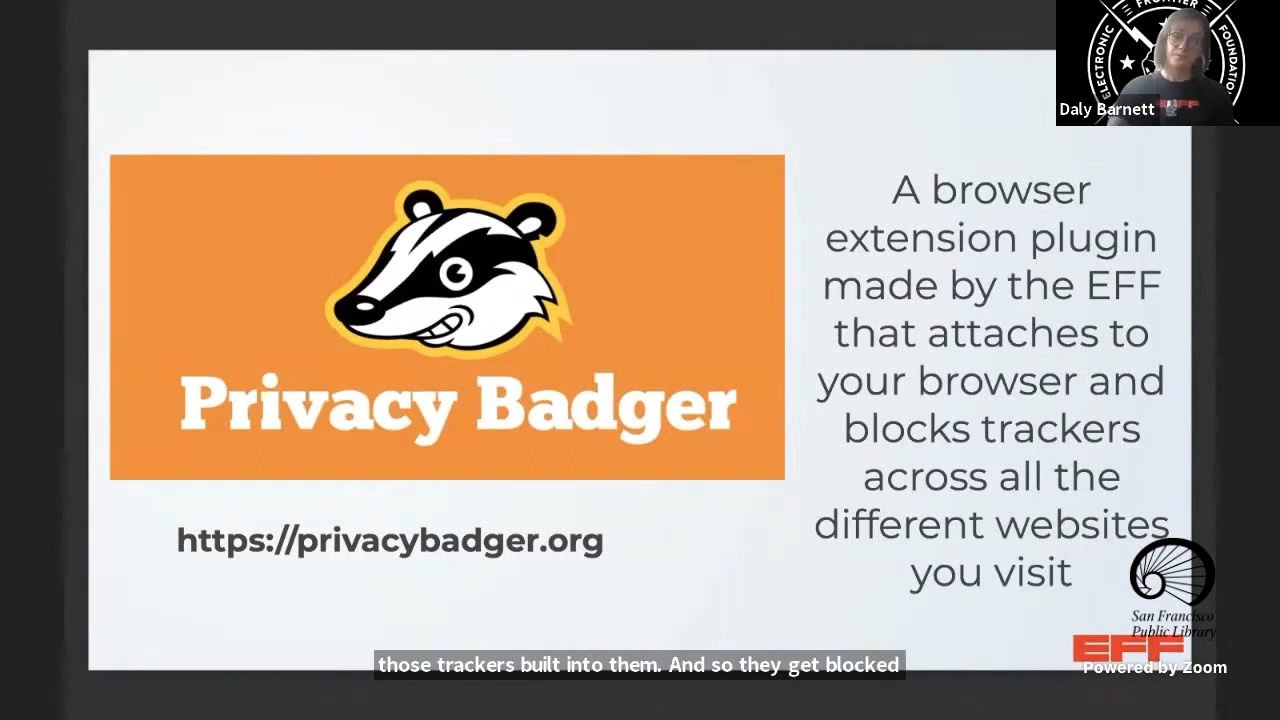 ELECTRONIC FRONTIER FOUNDATION
EFF
Daly Barnett
Privacy Badger
https://privacybadger.org
A browser
extension plugin
made by the EFF
that attaches to
your browser and
blocks trackers
across all the
different websites
you visit
San Francisco
Public Library
EFF
Powered by Zoom
those trackers built into them. And so they get blocked